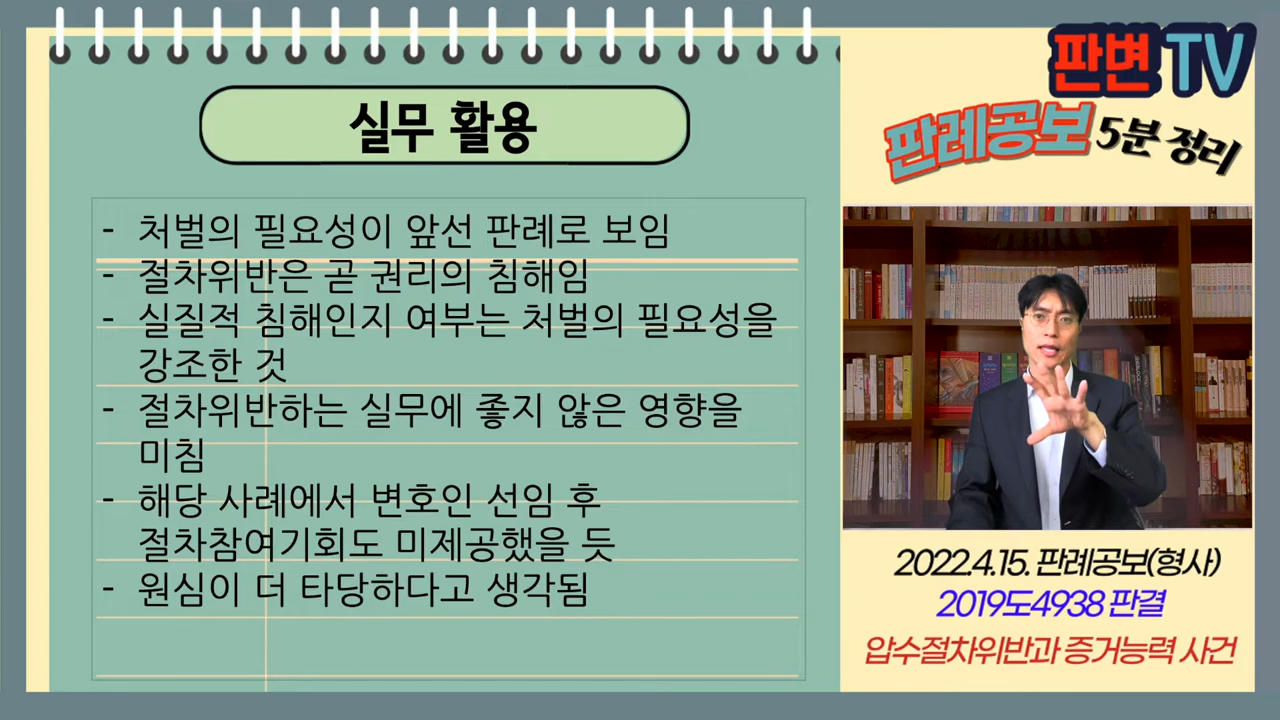 실무 활용
- 처벌의 필요성이 앞선 판례로 보임
- 절차위반은 곧 권리의 침해임
- 실질적 침해인지 여부는 처벌의 필요성을
강조한 것
- 절차위반하는 실무에 좋지 않은 영향을
미침
- 해당 사례에서 변호인 선임 후
절차참여기회도 미제공했을 듯
- 원심이 더 타당하다고 생각됨
판변 TV
판례공보 5분 정리
2022.4.15. 판례공보(형사)
2019도4938 판결
압수절차위반과 증거능력 사건